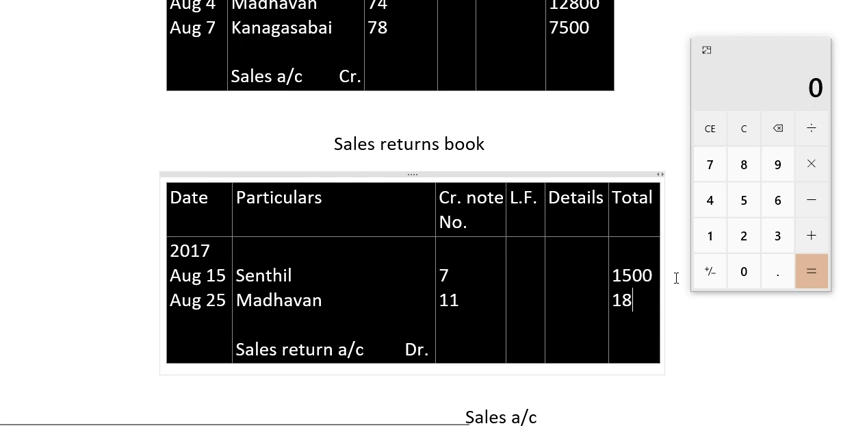 Aug 4 Madhavan 74 12800
Aug 7 Kanagasabai 78 7500
Sales a/c Cr.
Sales returns book
Date Particulars Cr. note No. L.F. Details Total
2017
Aug 15 Senthil 7 1500
Aug 25 Madhavan 11 18
Sales return a/c Dr.
Sales a/c
0
CE C ⌫ ÷
7 8 9 ×
4 5 6 −
1 2 3 +
+/− 0 . =